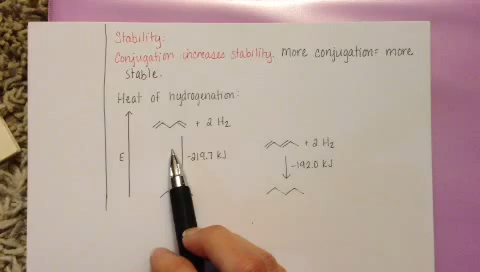 Stability:
Conjugation increases stability. more conjugation = more
stable.
Heat of hydrogenation:
+ 2 H₂
+ 2 H₂
E
-219.7 KJ
-192.0 KJ